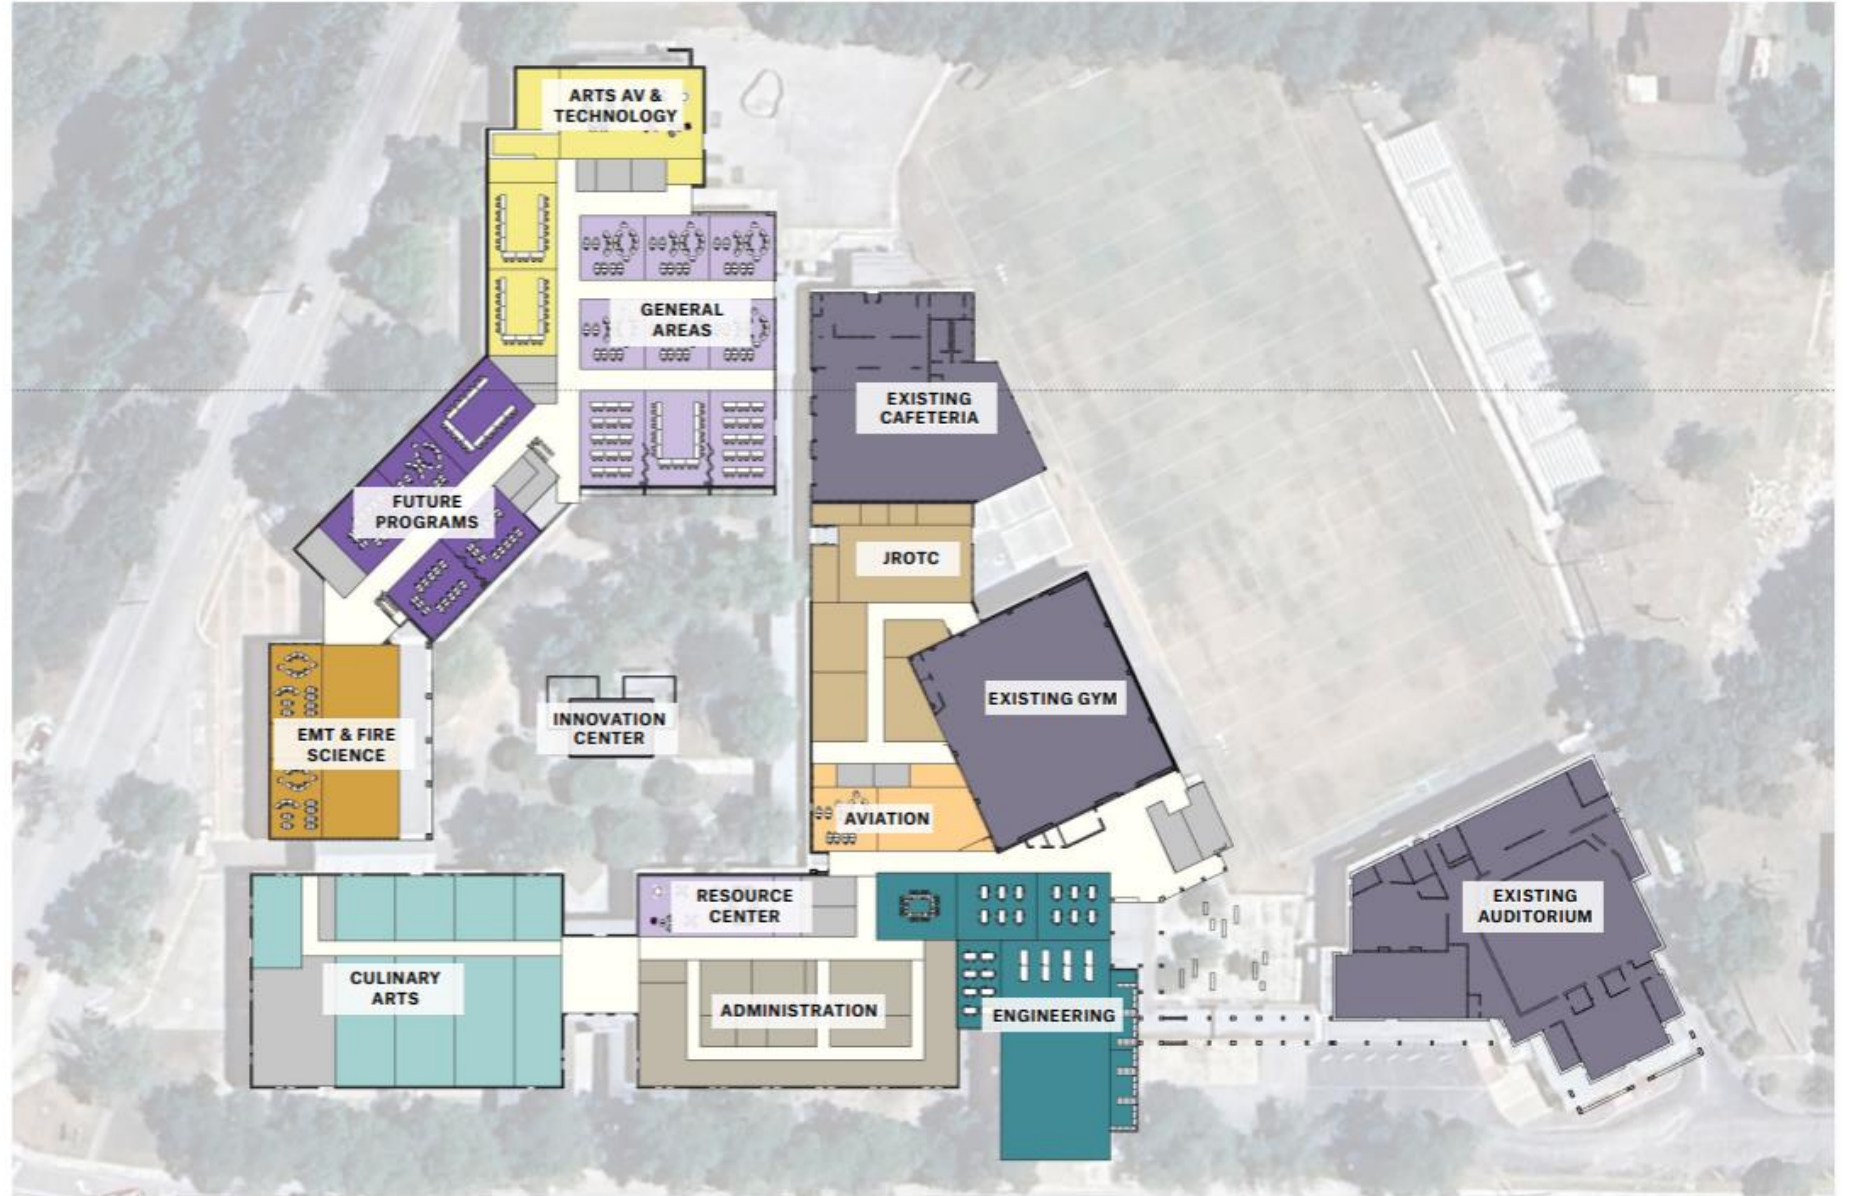 ARTS AV &
TECHNOLOGY
GENERAL
AREAS
EXISTING
CAFETERIA
FUTURE
PROGRAMS
JROTC
EXISTING GYM
INNOVATION
CENTER
EMT & FIRE
SCIENCE
AVIATION
RESOURCE
CENTER
EXISTING
AUDITORIUM
CULINARY
ARTS
ADMINISTRATION
ENGINEERING